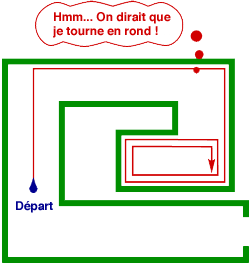 Hmm... On dirait que
je tourne en rond !
Départ